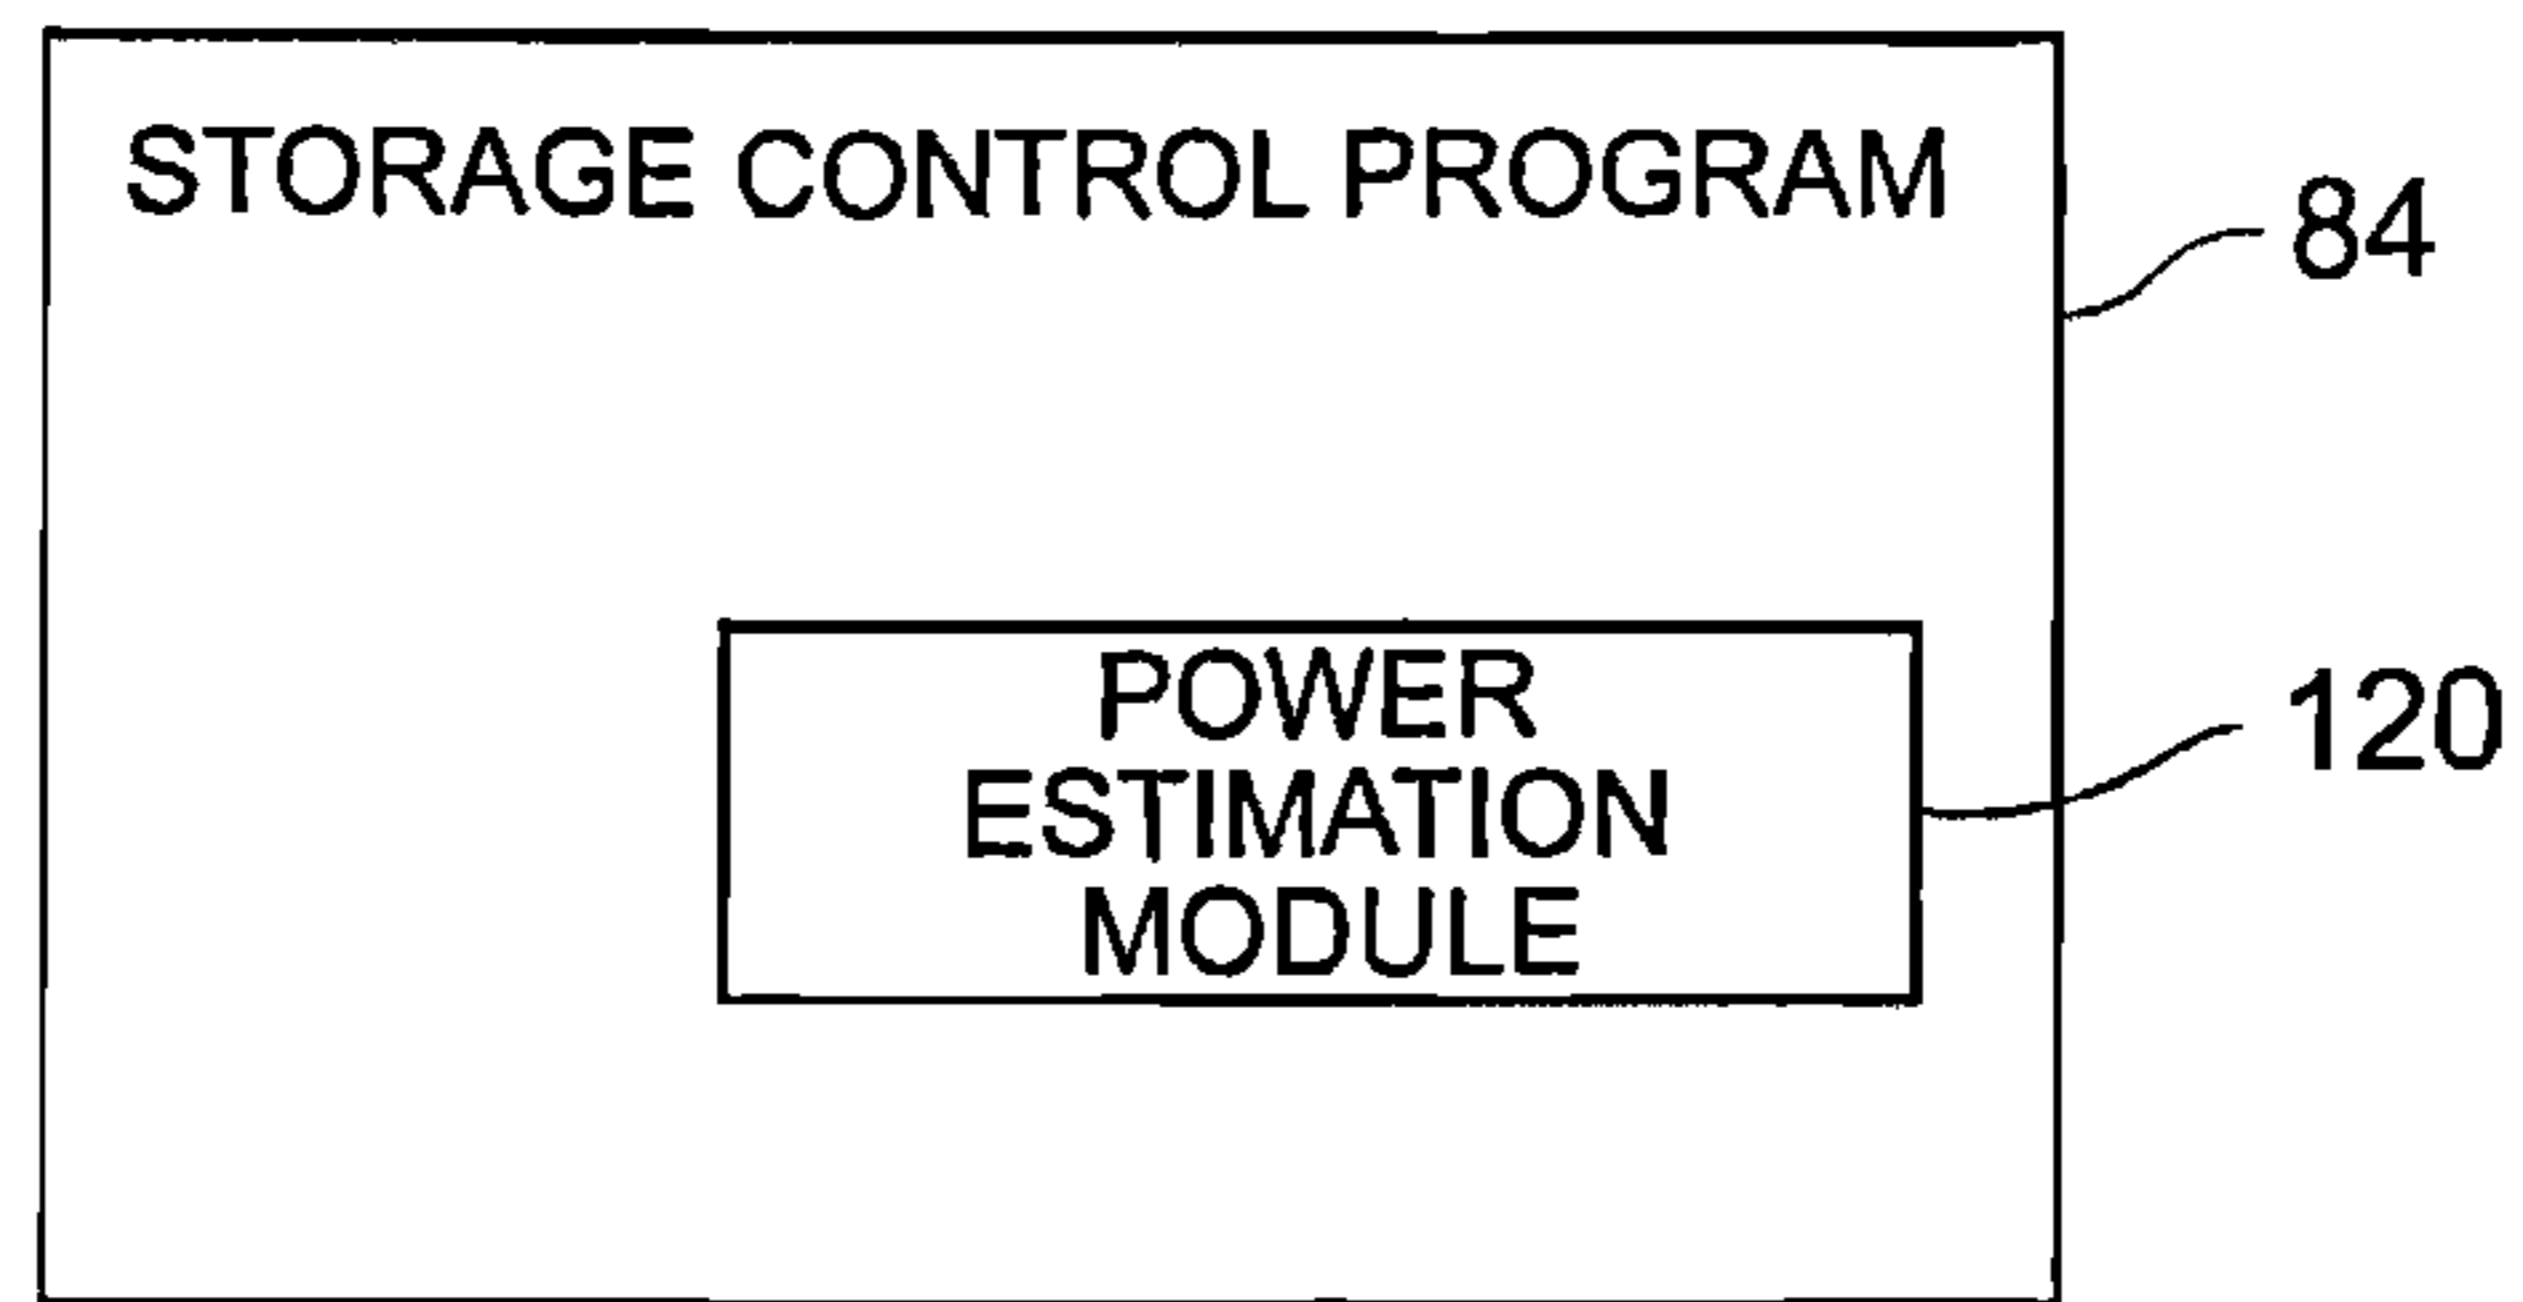 STORAGE CONTROL PROGRAM
84
POWER
ESTIMATION
MODULE
120